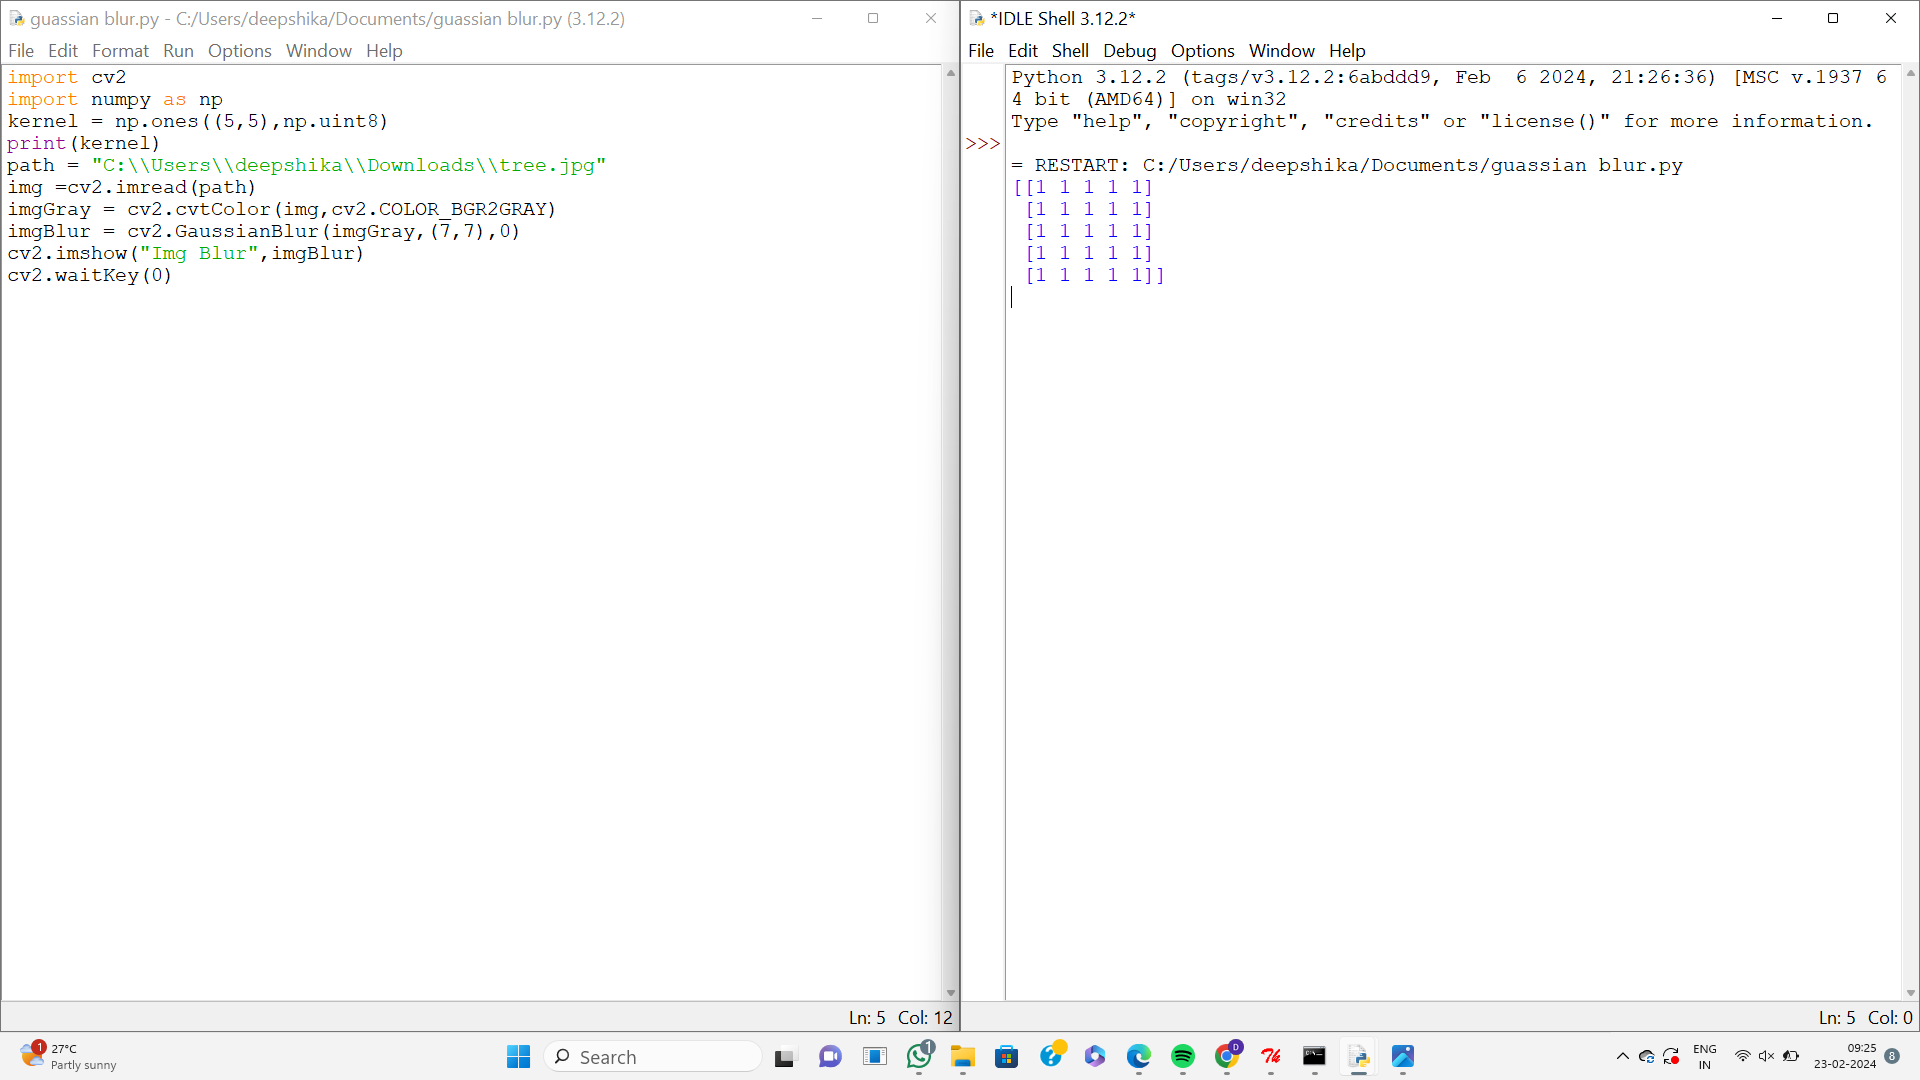 guassian blur.py - C:/Users/deepshika/Documents/guassian blur.py (3.12.2)
File Edit Format Run Options Window Help
import cv2
import numpy as np
kernel = np.ones((5,5),np.uint8)
print(kernel)
path = "C:\\Users\\deepshika\\Downloads\\tree.jpg"
img =cv2.imread(path)
imgGray = cv2.cvtColor(img,cv2.COLOR_BGR2GRAY)
imgBlur = cv2.GaussianBlur(imgGray,(7,7),0)
cv2.imshow("Img Blur",imgBlur)
cv2.waitKey(0)
Ln: 5 Col: 12
*IDLE Shell 3.12.2*
File Edit Shell Debug Options Window Help
Python 3.12.2 (tags/v3.12.2:6abddd9, Feb  6 2024, 21:26:36) [MSC v.1937 6
4 bit (AMD64)] on win32
Type "help", "copyright", "credits" or "license()" for more information.
>>>
= RESTART: C:/Users/deepshika/Documents/guassian blur.py
[[1 1 1 1 1]
 [1 1 1 1 1]
 [1 1 1 1 1]
 [1 1 1 1 1]
 [1 1 1 1 1]]
Ln: 5 Col: 0
1
27°C
Partly sunny
Search
1
D
ENG
IN
09:25
23-02-2024
8